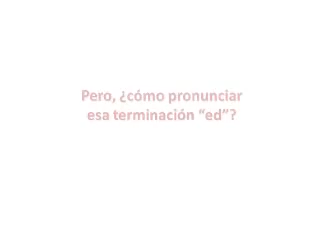 Pero, ¿cómo pronunciar
esa terminación “ed”?